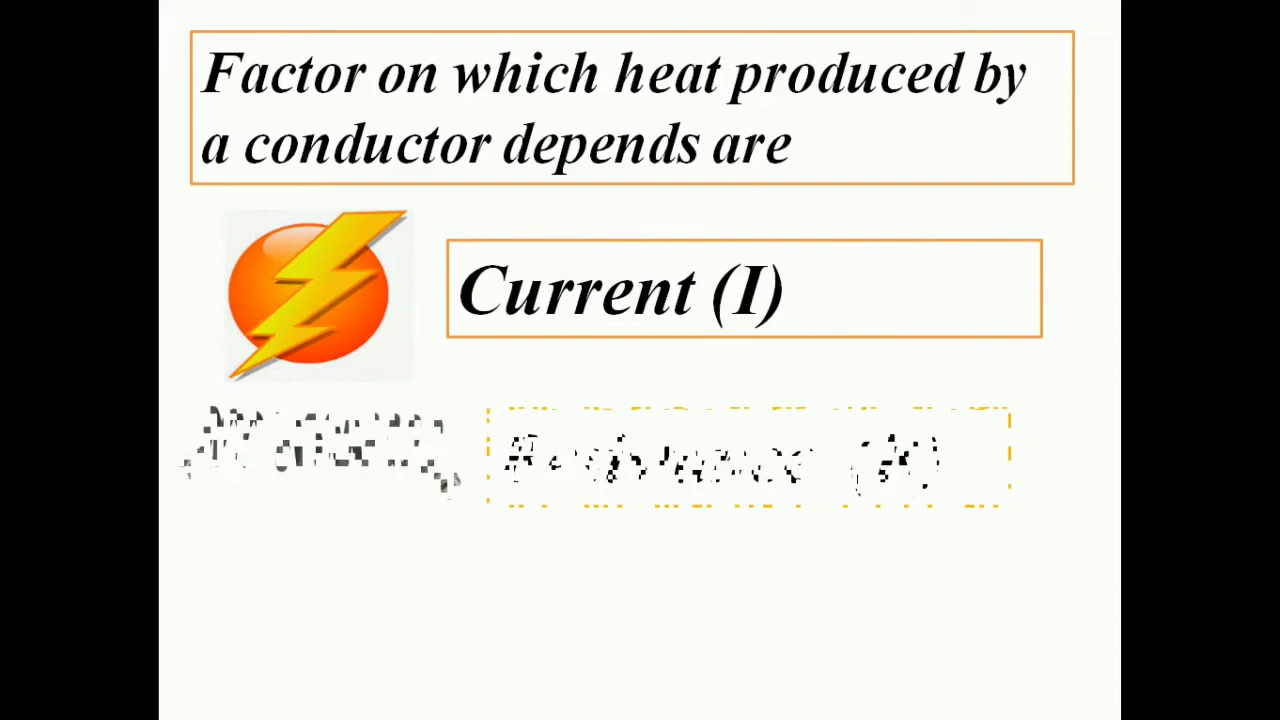 Factor on which heat produced by
a conductor depends are
Current (I)